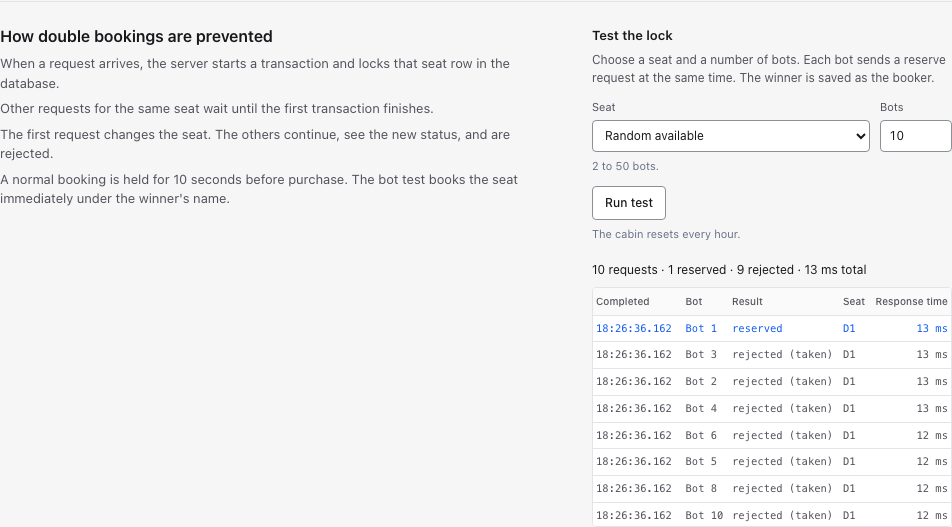 How double bookings are prevented
When a request arrives, the server starts a transaction and locks that seat row in the
database.
Other requests for the same seat wait until the first transaction finishes.
The first request changes the seat. The others continue, see the new status, and are
rejected.
A normal booking is held for 10 seconds before purchase. The bot test books the seat
immediately under the winner's name.
Test the lock
Choose a seat and a number of bots. Each bot sends a reserve
request at the same time. The winner is saved as the booker.
Seat Bots
Random available 10
2 to 50 bots.
Run test
The cabin resets every hour.
10 requests · 1 reserved · 9 rejected · 13 ms total
Completed Bot Result Seat Response time
18:26:36.162 Bot 1 reserved D1 13 ms
18:26:36.162 Bot 3 rejected (taken) D1 13 ms
18:26:36.162 Bot 2 rejected (taken) D1 13 ms
18:26:36.162 Bot 4 rejected (taken) D1 13 ms
18:26:36.162 Bot 6 rejected (taken) D1 12 ms
18:26:36.162 Bot 5 rejected (taken) D1 12 ms
18:26:36.162 Bot 8 rejected (taken) D1 12 ms
18:26:36.162 Bot 10 rejected (taken) D1 12 ms